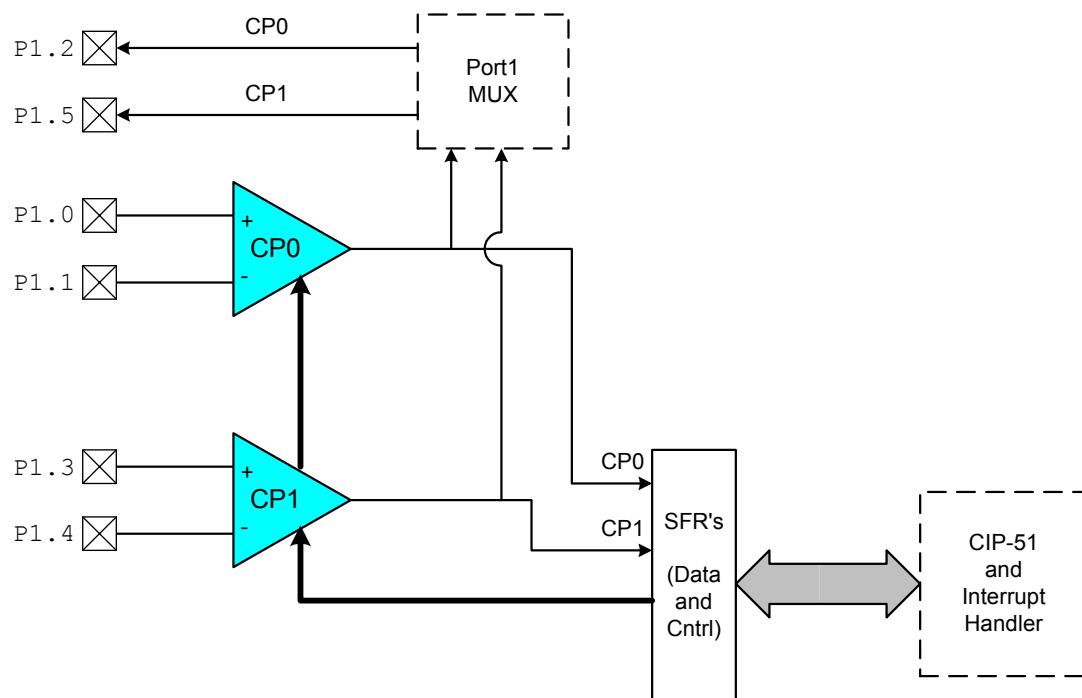 P1.2
CP0
P1.5
CP1
Port1
MUX
P1.0
+
CP0
P1.1
-
P1.3
+
CP1
P1.4
-
CP0
CP1
SFR's
(Data
and
Cntrl)
CIP-51
and
Interrupt
Handler